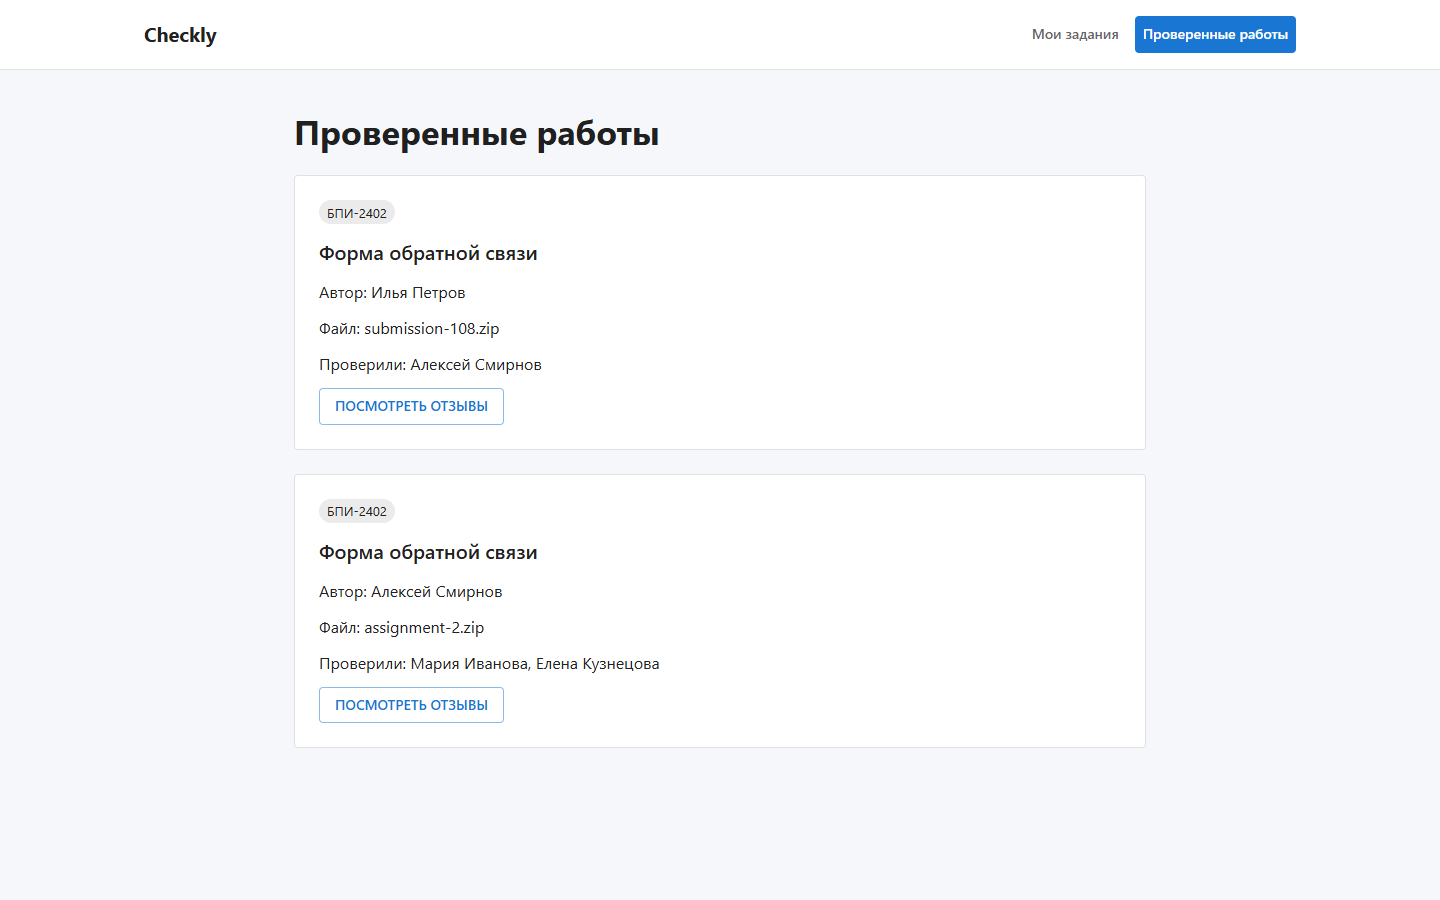 Checkly
Мои задания
Проверенные работы
Проверенные работы
БПИ-2402
Форма обратной связи
Автор: Илья Петров
Файл: submission-108.zip
Проверили: Алексей Смирнов
ПОСМОТРЕТЬ ОТЗЫВЫ
БПИ-2402
Форма обратной связи
Автор: Алексей Смирнов
Файл: assignment-2.zip
Проверили: Мария Иванова, Елена Кузнецова
ПОСМОТРЕТЬ ОТЗЫВЫ